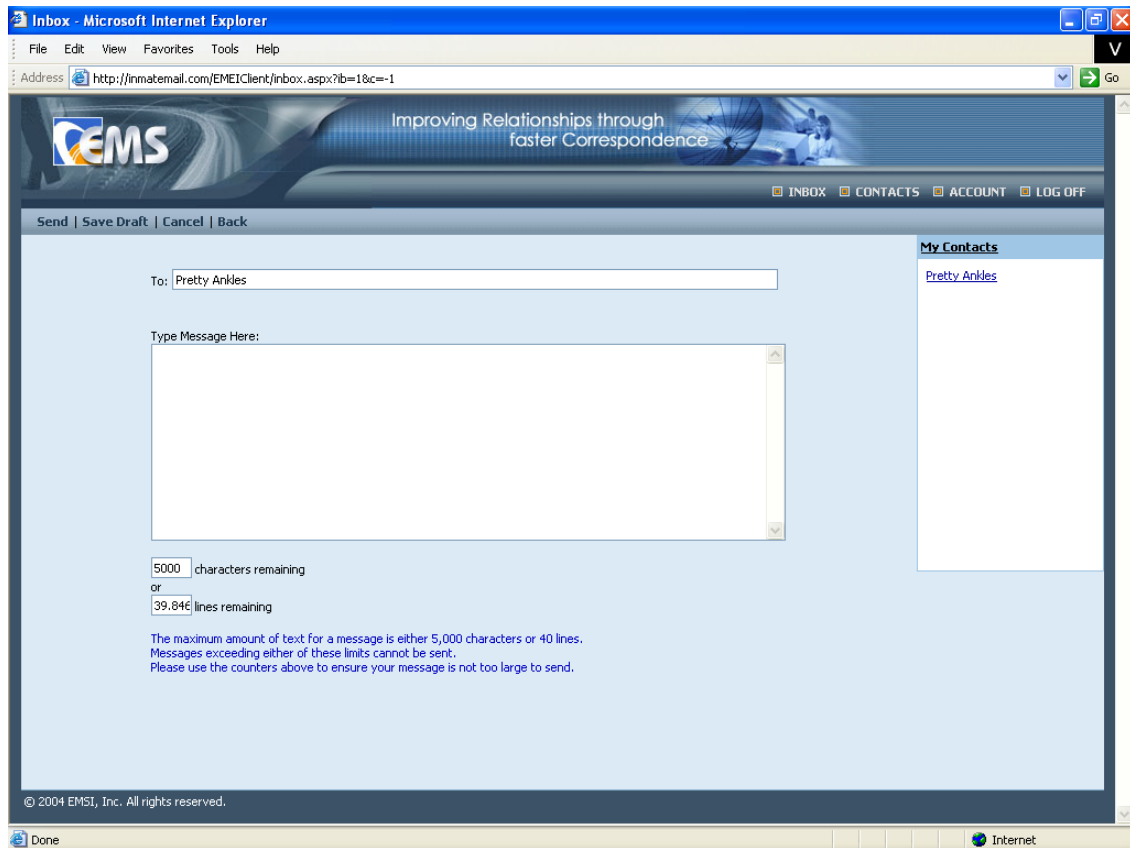 Inbox - Microsoft Internet Explorer
File Edit View Favorites Tools Help
V
Address http://inmatemail.com/EMEIClient/inbox.aspx?ib=1&c=-1 Go
EMS
Improving Relationships through
faster Correspondence
INBOX CONTACTS ACCOUNT LOG OFF
Send | Save Draft | Cancel | Back
My Contacts
Pretty Ankles
To: Pretty Ankles
Type Message Here:
5000 characters remaining
or
39.846 lines remaining
The maximum amount of text for a message is either 5,000 characters or 40 lines.
Messages exceeding either of these limits cannot be sent.
Please use the counters above to ensure your message is not too large to send.
© 2004 EMSI, Inc. All rights reserved.
Done Internet